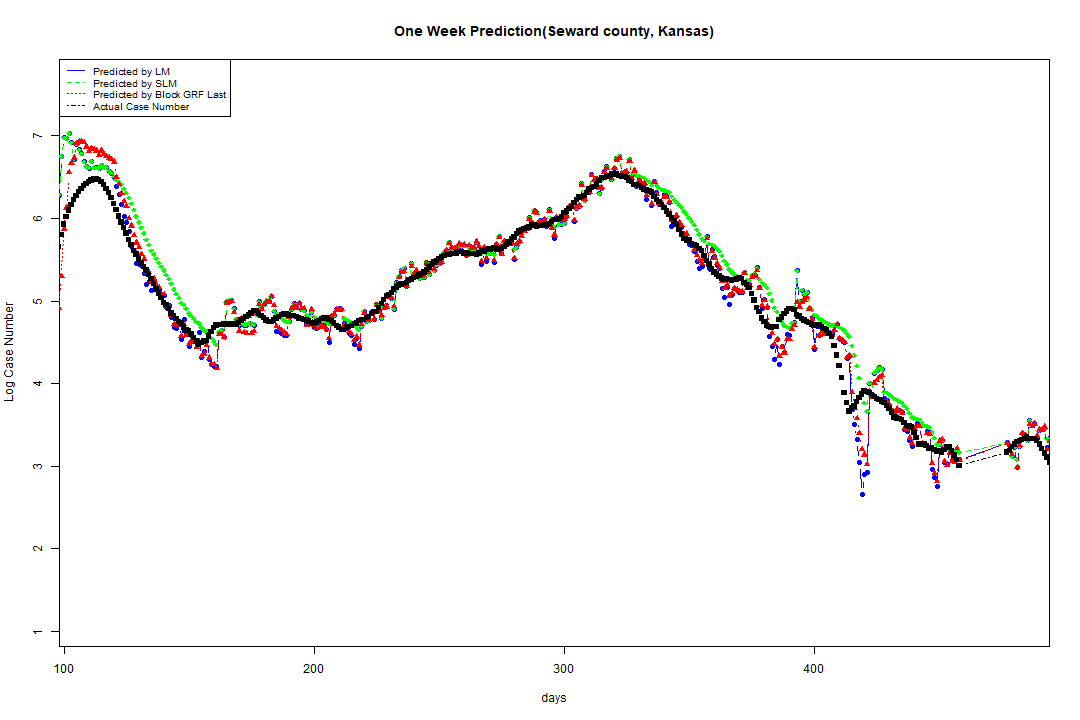 One Week Prediction(Seward county, Kansas)
Predicted by LM
Predicted by SLM
Predicted by Block GRF Last
Actual Case Number
7
6
5
4
3
2
1
Log Case Number
100 200 300 400
days